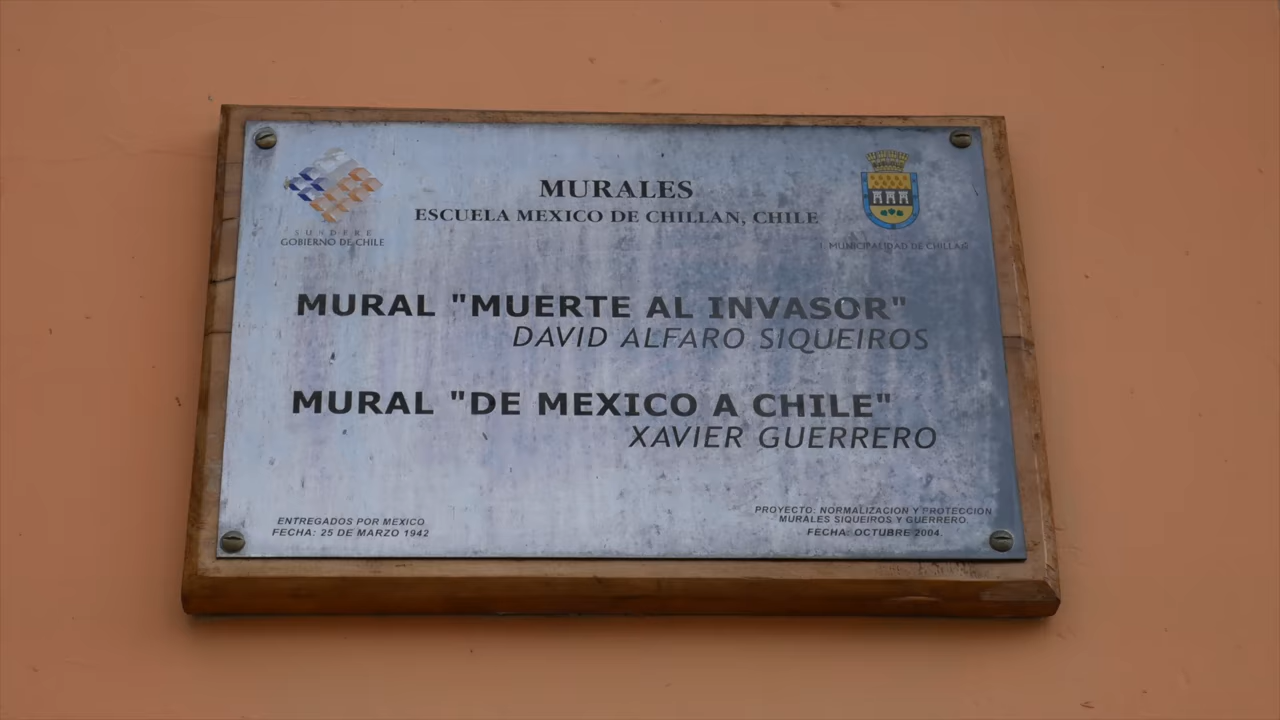 MURALES
ESCUELA MEXICO DE CHILLAN, CHILE
SUBDERE
GOBIERNO DE CHILE
I. MUNICIPALIDAD DE CHILLAN
MURAL "MUERTE AL INVASOR"
DAVID ALFARO SIQUEIROS
MURAL "DE MEXICO A CHILE"
XAVIER GUERRERO
ENTREGADOS POR MEXICO
FECHA: 25 DE MARZO 1942
PROYECTO: NORMALIZACION Y PROTECCION
MURALES SIQUEIROS Y GUERRERO.
FECHA: OCTUBRE 2004.